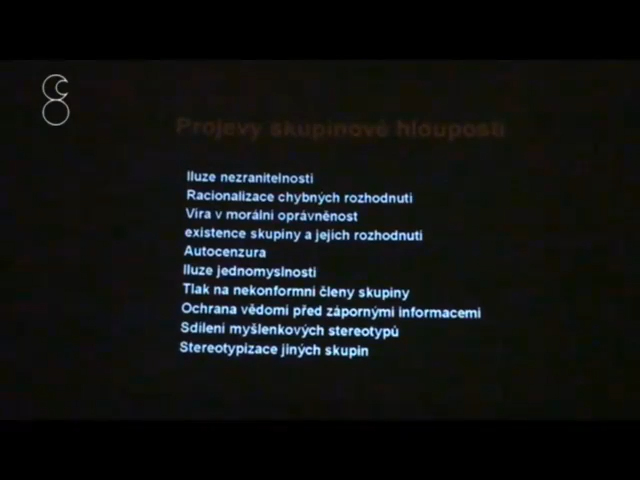 Projevy skupinové hlouposti
Iluze nezranitelnosti
Racionalizace chybných rozhodnutí
Víra v morální oprávněnost
existence skupiny a jejich rozhodnutí
Autocenzura
Iluze jednomyslnosti
Tlak na nekonformní členy skupiny
Ochrana vědomí před zápornými informacemi
Sdílení myšlenkových stereotypů
Stereotypizace jiných skupin